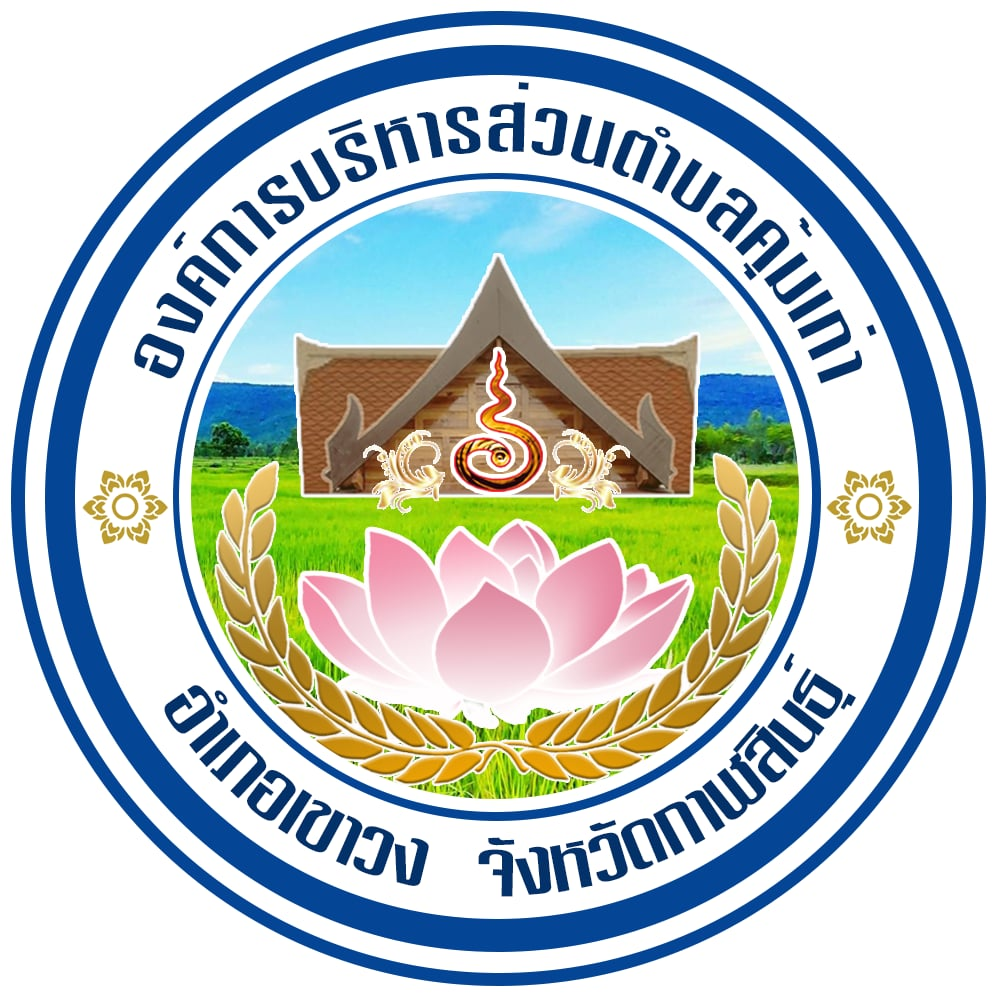 องค์การบริหารส่วนตำบลคุ้มเก่า
อำเภอเขาวง จังหวัดกาฬสินธุ์